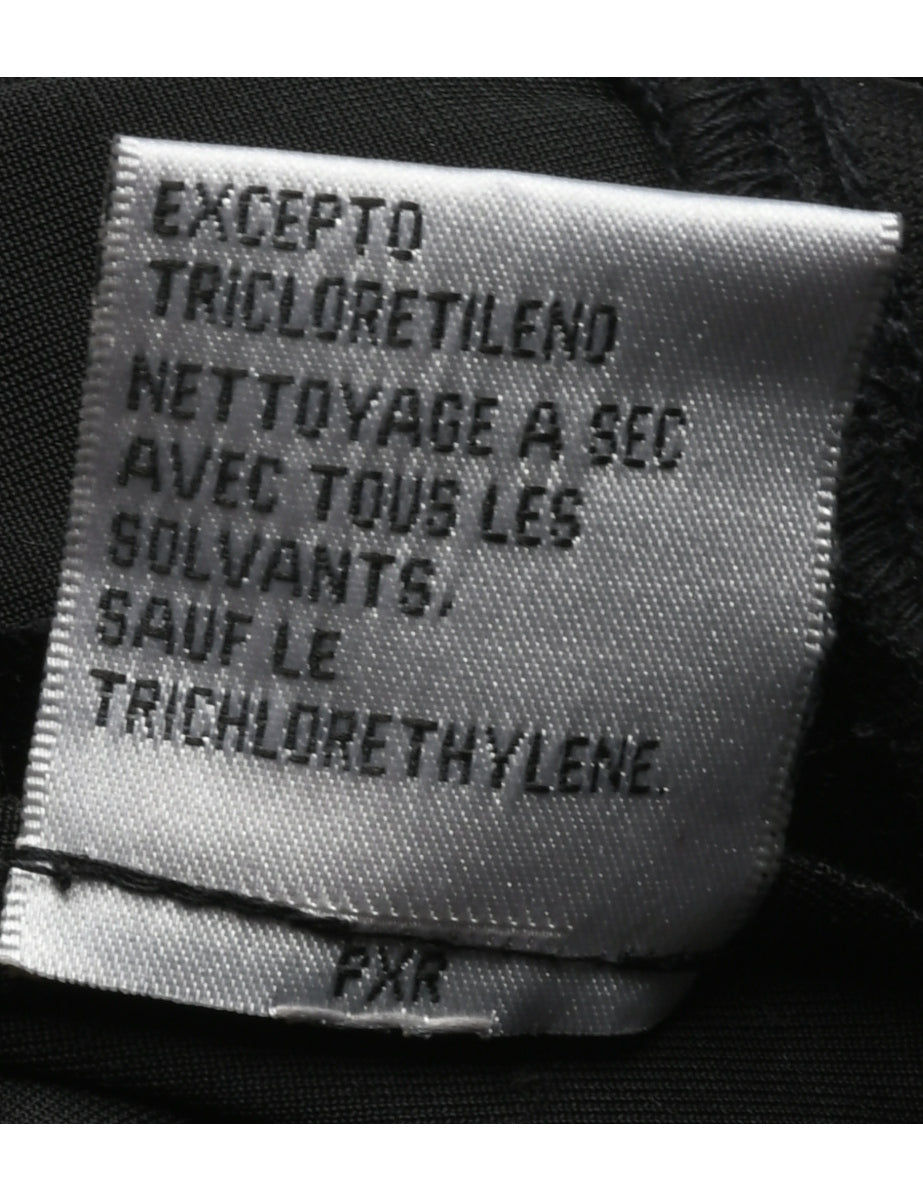 EXCEPTO
TRICLORETILENO
NETTOYAGE A SEC
AVEC TOUS LES
SOLVANTS,
SAUF LE
TRICHLORETHYLENE.
PXR